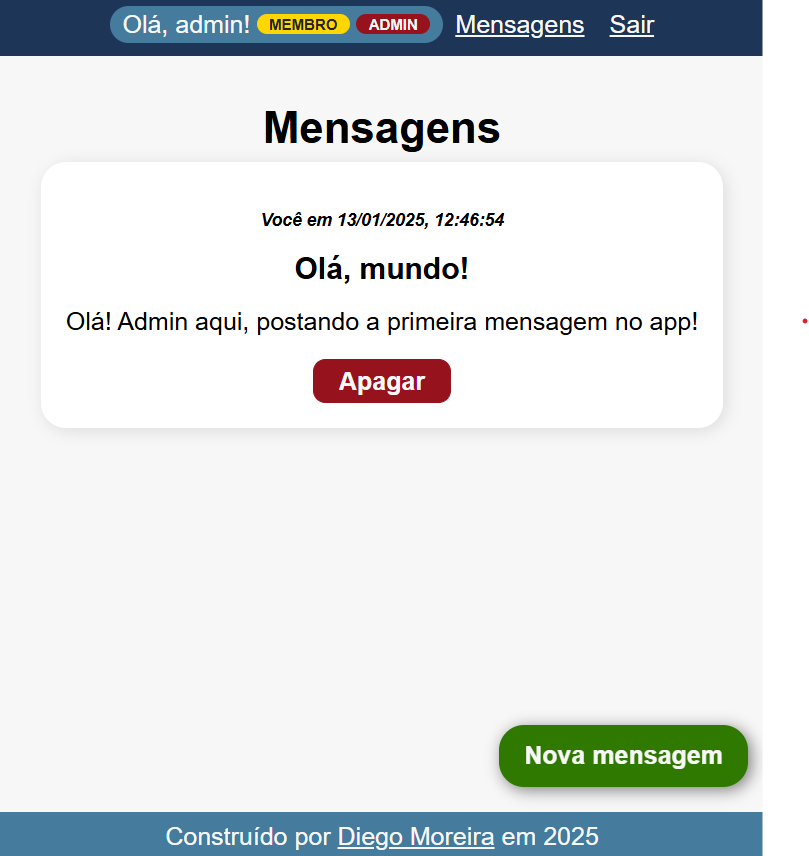 Olá, admin! MEMBRO ADMIN Mensagens Sair
Mensagens
Você em 13/01/2025, 12:46:54
Olá, mundo!
Olá! Admin aqui, postando a primeira mensagem no app!
Apagar
Nova mensagem
Construído por Diego Moreira em 2025